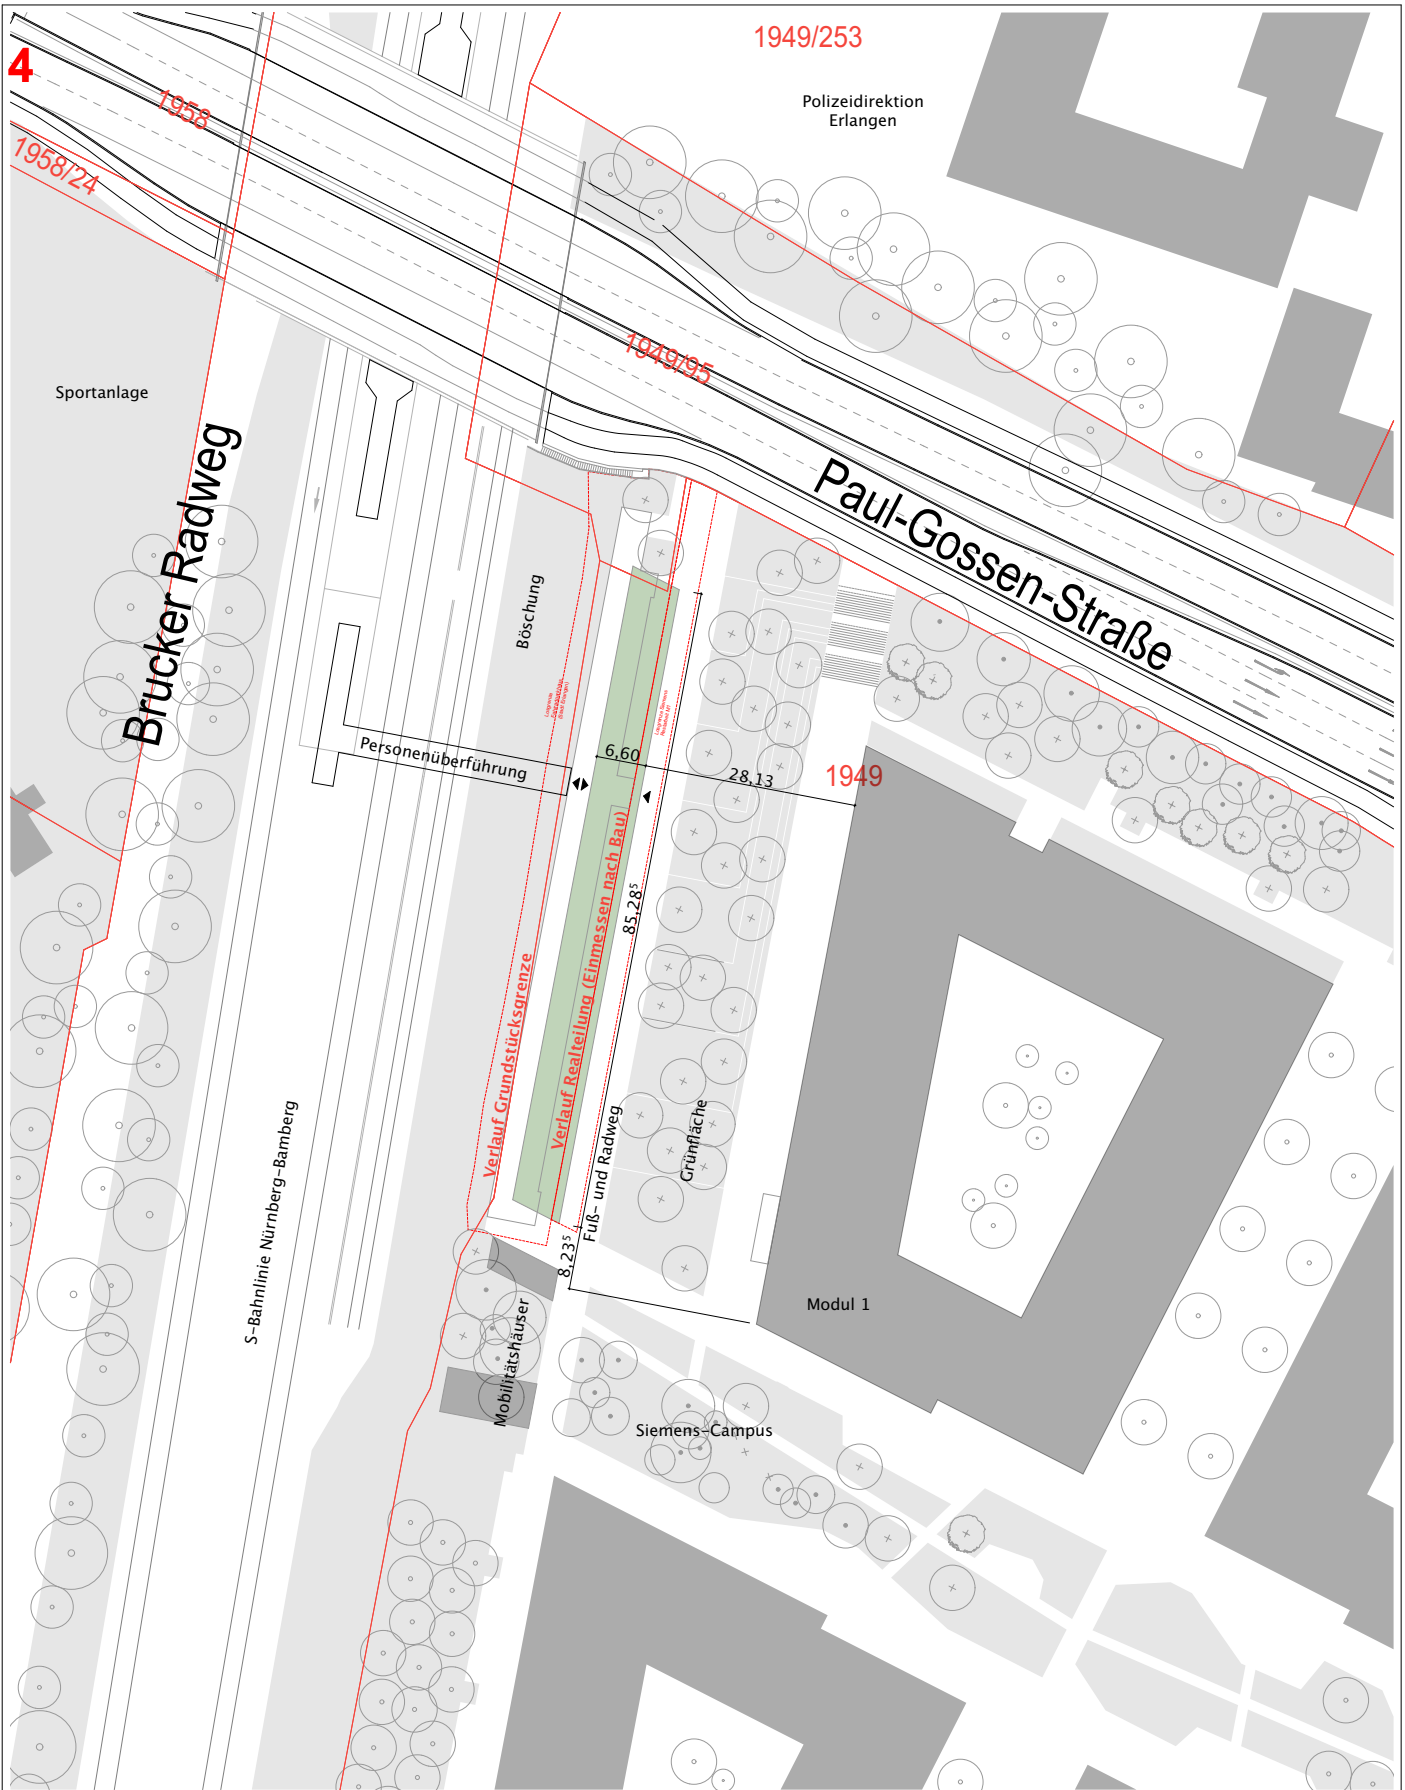 1949/253
Polizeidirektion
Erlangen
4
1958
1958/24
1949/95
Sportanlage
Brucker Radweg
Paul-Gossen-Straße
Böschung
Personenüberführung
6,60
28,13
1949
85,28⁵
Verlauf Grundstücksgrenze
Verlauf Realteilung (Einmessen nach Bau)
Fuß- und Radweg
Grünfläche
8,23⁵
S-Bahnlinie Nürnberg-Bamberg
Mobilitätshäuser
Modul 1
Siemens-Campus